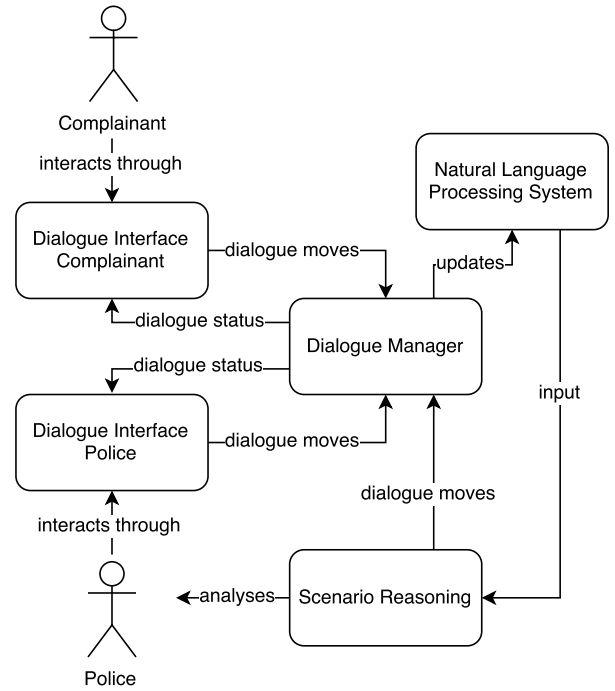 Complainant
interacts through
Natural Language
Processing System
Dialogue Interface
Complainant
dialogue moves
updates
dialogue status
Dialogue Manager
dialogue status
input
Dialogue Interface
Police
dialogue moves
dialogue moves
interacts through
analyses
Scenario Reasoning
Police